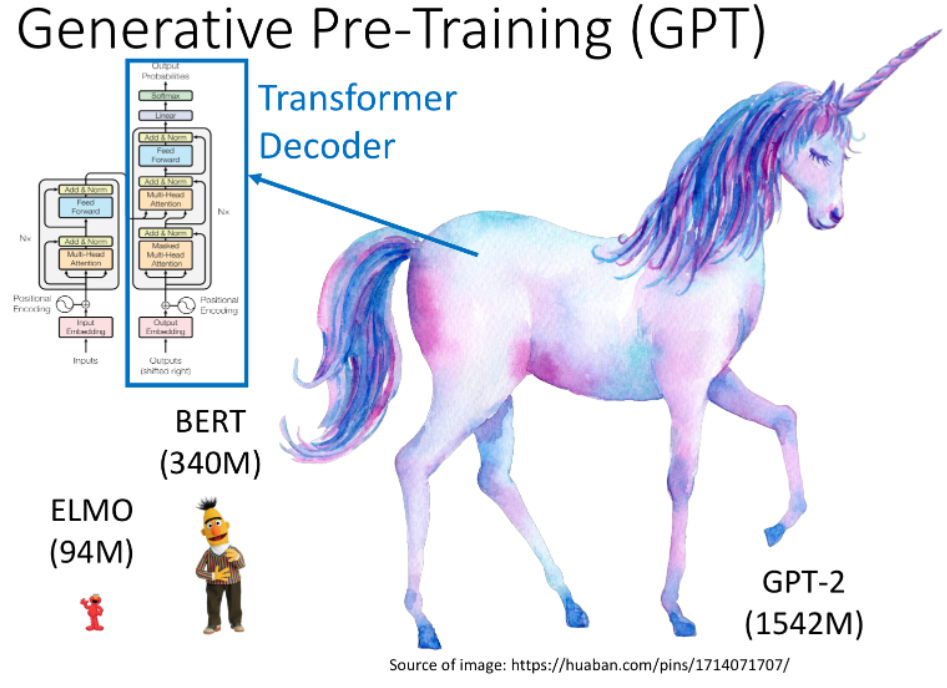 Generative Pre-Training (GPT)
Output
Probabilities
Softmax
Linear
Add & Norm
Feed
Forward
Add & Norm
Multi-Head
Attention
Add & Norm
Masked
Multi-Head
Attention
Nx
Positional
Encoding
Output
Embedding
Outputs
(shifted right)
Add & Norm
Feed
Forward
Nx
Add & Norm
Multi-Head
Attention
Positional
Encoding
Input
Embedding
Inputs
Transformer
Decoder
BERT
(340M)
ELMO
(94M)
GPT-2
(1542M)
Source of image: https://huaban.com/pins/1714071707/